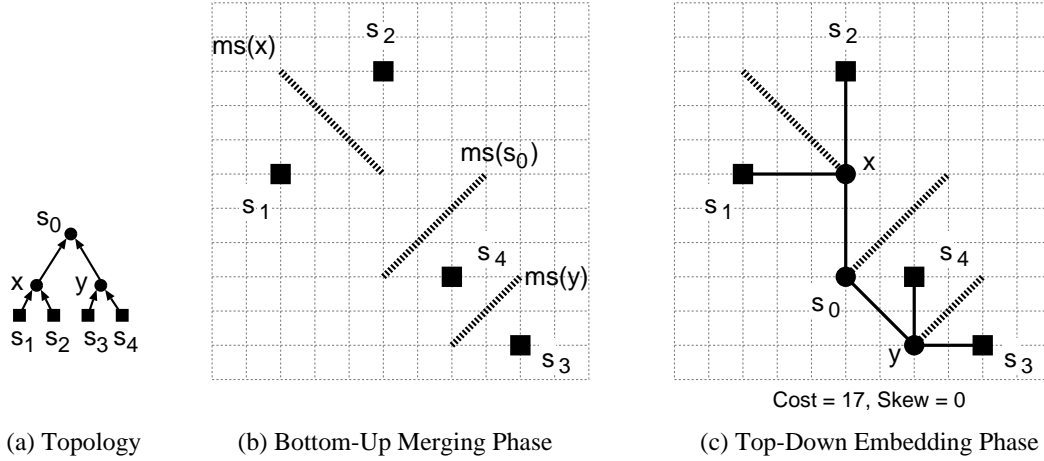 s0
x y
s1 s2 s3 s4
(a) Topology
s2
ms(x)
ms(s0)
s1
s4
ms(y)
s3
(b) Bottom-Up Merging Phase
s2
x
s1
s4
s0
y
s3
Cost = 17, Skew = 0
(c) Top-Down Embedding Phase